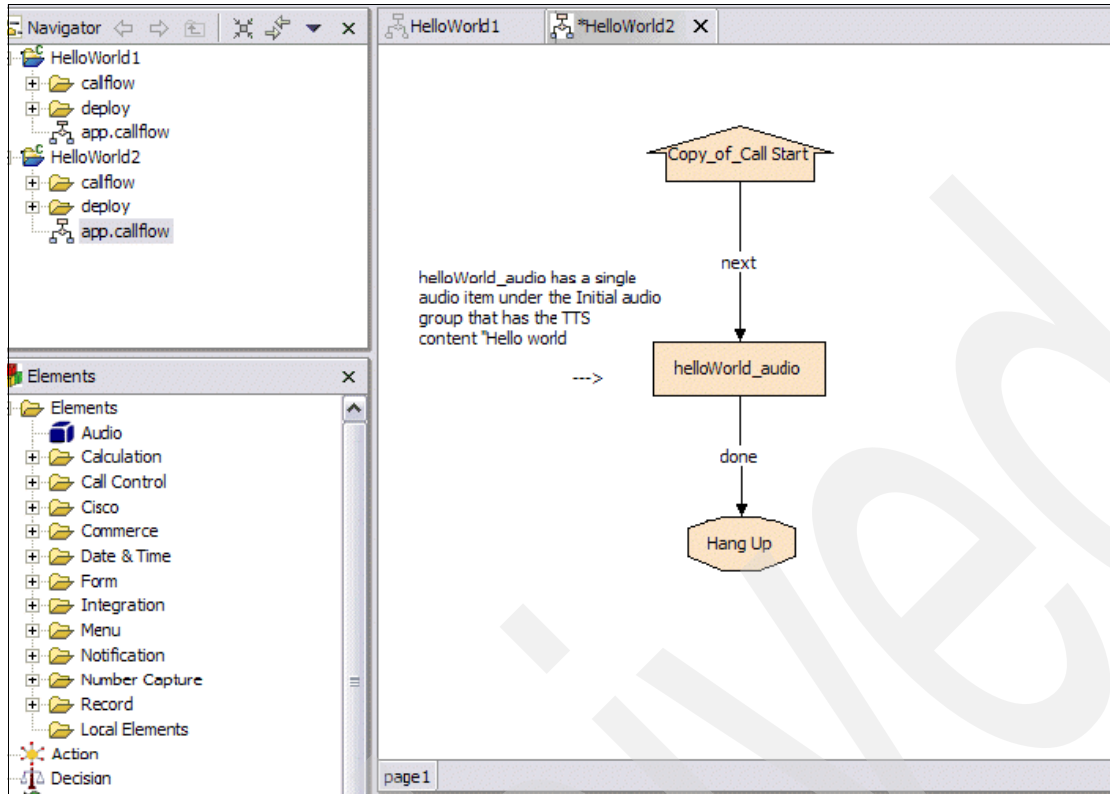 Navigator
HelloWorld1
callflow
deploy
app.callflow
HelloWorld2
callflow
deploy
app.callflow
Elements
Elements
Audio
Calculation
Call Control
Cisco
Commerce
Date & Time
Form
Integration
Menu
Notification
Number Capture
Record
Local Elements
Action
Decision
HelloWorld1
*HelloWorld2
Copy_of_Call Start
next
helloWorld_audio has a single
audio item under the Initial audio
group that has the TTS
content "Hello world
--->
helloWorld_audio
done
Hang Up
page1